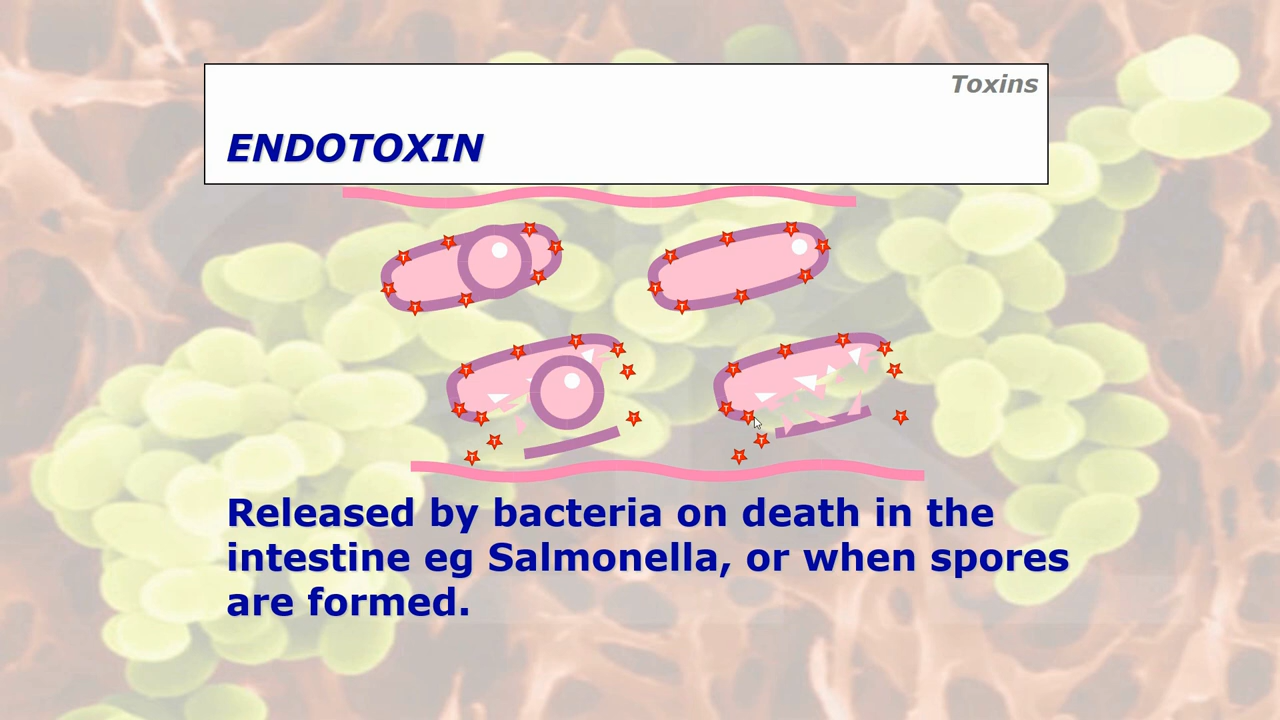 Toxins
ENDOTOXIN
T T T T T T T T T
T T T T T T T T T
T T T T T T T T T T
T T T T T T T T T T
Released by bacteria on death in the
intestine eg Salmonella, or when spores
are formed.